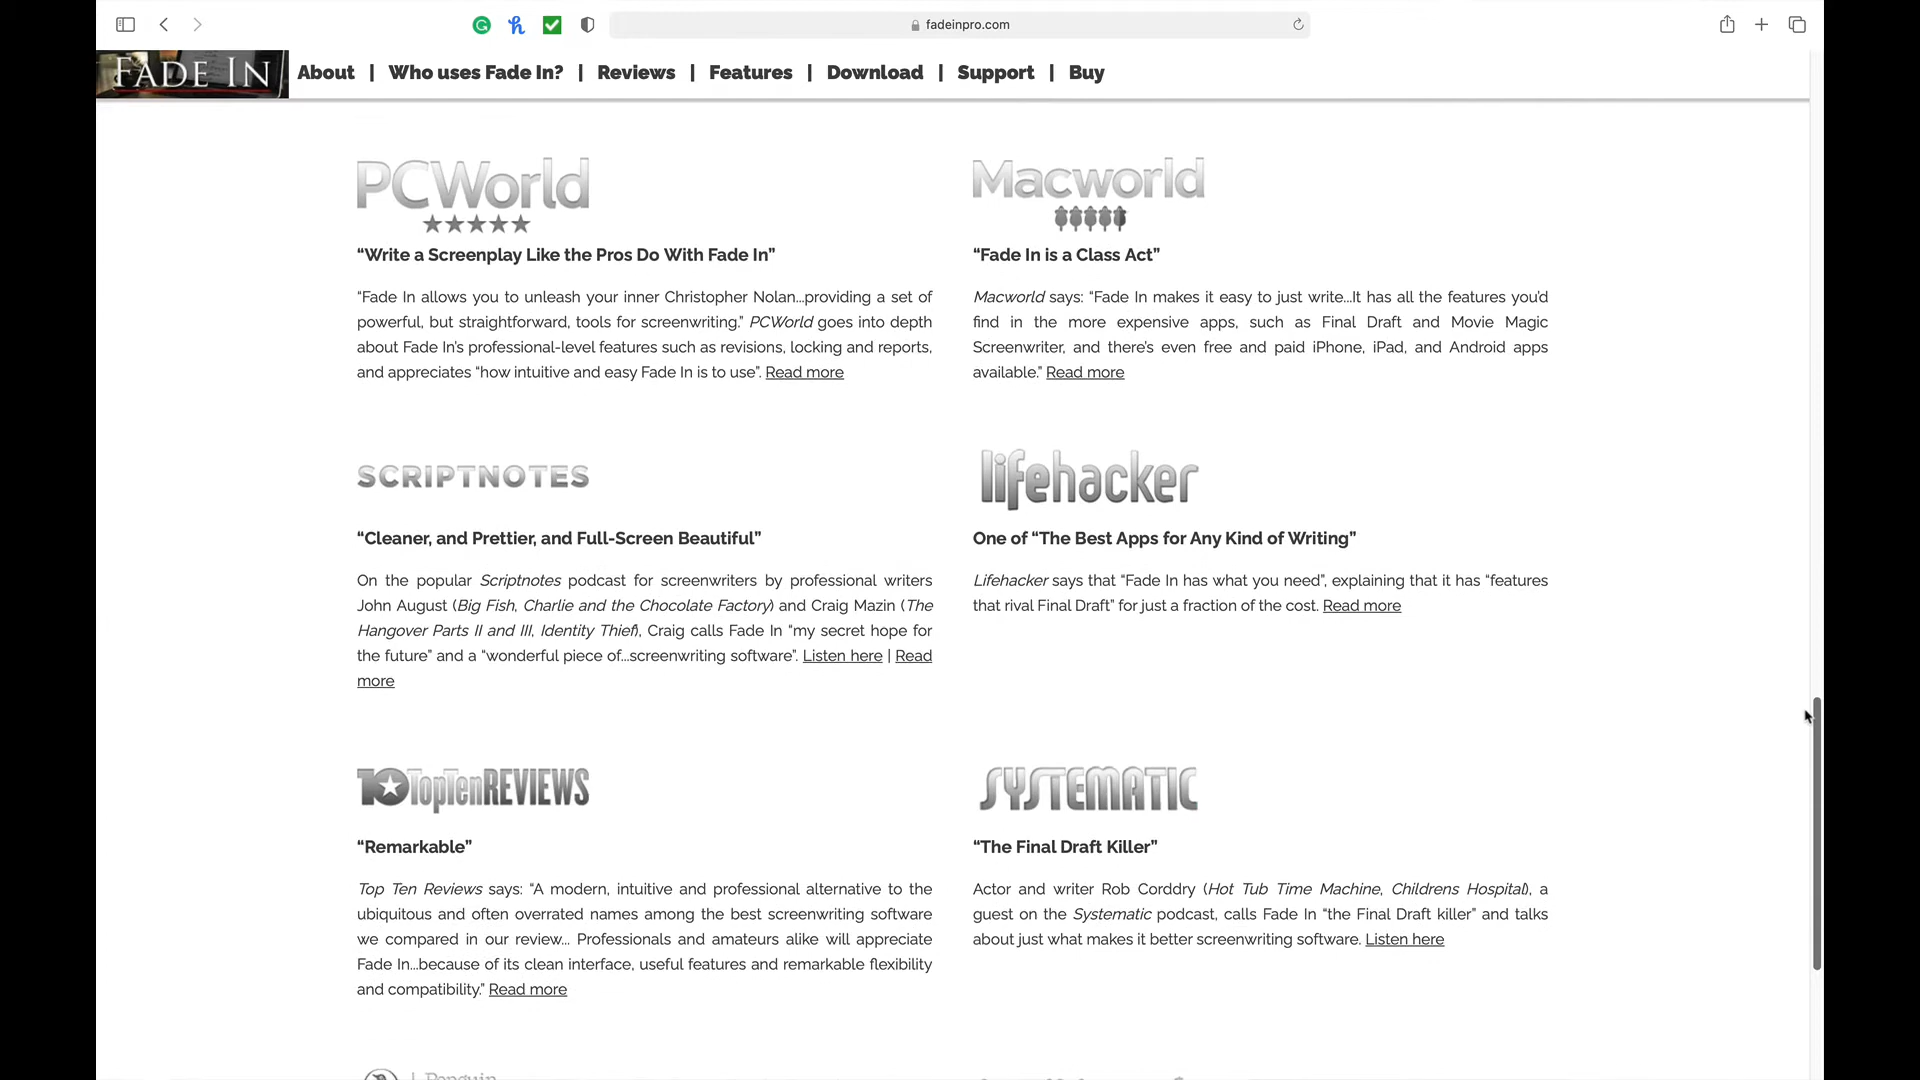 fadeinpro.com
FADE IN
About | Who uses Fade In? | Reviews | Features | Download | Support | Buy
PCWorld
“Write a Screenplay Like the Pros Do With Fade In”
“Fade In allows you to unleash your inner Christopher Nolan...providing a set of
powerful, but straightforward, tools for screenwriting.” PCWorld goes into depth
about Fade In’s professional-level features such as revisions, locking and reports,
and appreciates “how intuitive and easy Fade In is to use”. Read more
Macworld
“Fade In is a Class Act”
Macworld says: “Fade In makes it easy to just write...It has all the features you’d
find in the more expensive apps, such as Final Draft and Movie Magic
Screenwriter, and there’s even free and paid iPhone, iPad, and Android apps
available.” Read more
SCRIPTNOTES
“Cleaner, and Prettier, and Full-Screen Beautiful”
On the popular Scriptnotes podcast for screenwriters by professional writers
John August (Big Fish, Charlie and the Chocolate Factory) and Craig Mazin (The
Hangover Parts II and III, Identity Thief), Craig calls Fade In “my secret hope for
the future” and a “wonderful piece of...screenwriting software”. Listen here | Read
more
lifehacker
One of “The Best Apps for Any Kind of Writing”
Lifehacker says that “Fade In has what you need”, explaining that it has “features
that rival Final Draft” for just a fraction of the cost. Read more
10 TopTenREVIEWS
“Remarkable”
Top Ten Reviews says: “A modern, intuitive and professional alternative to the
ubiquitous and often overrated names among the best screenwriting software
we compared in our review... Professionals and amateurs alike will appreciate
Fade In...because of its clean interface, useful features and remarkable flexibility
and compatibility.” Read more
SYSTEMATIC
“The Final Draft Killer”
Actor and writer Rob Corddry (Hot Tub Time Machine, Childrens Hospital), a
guest on the Systematic podcast, calls Fade In “the Final Draft killer” and talks
about just what makes it better screenwriting software. Listen here
Penguin